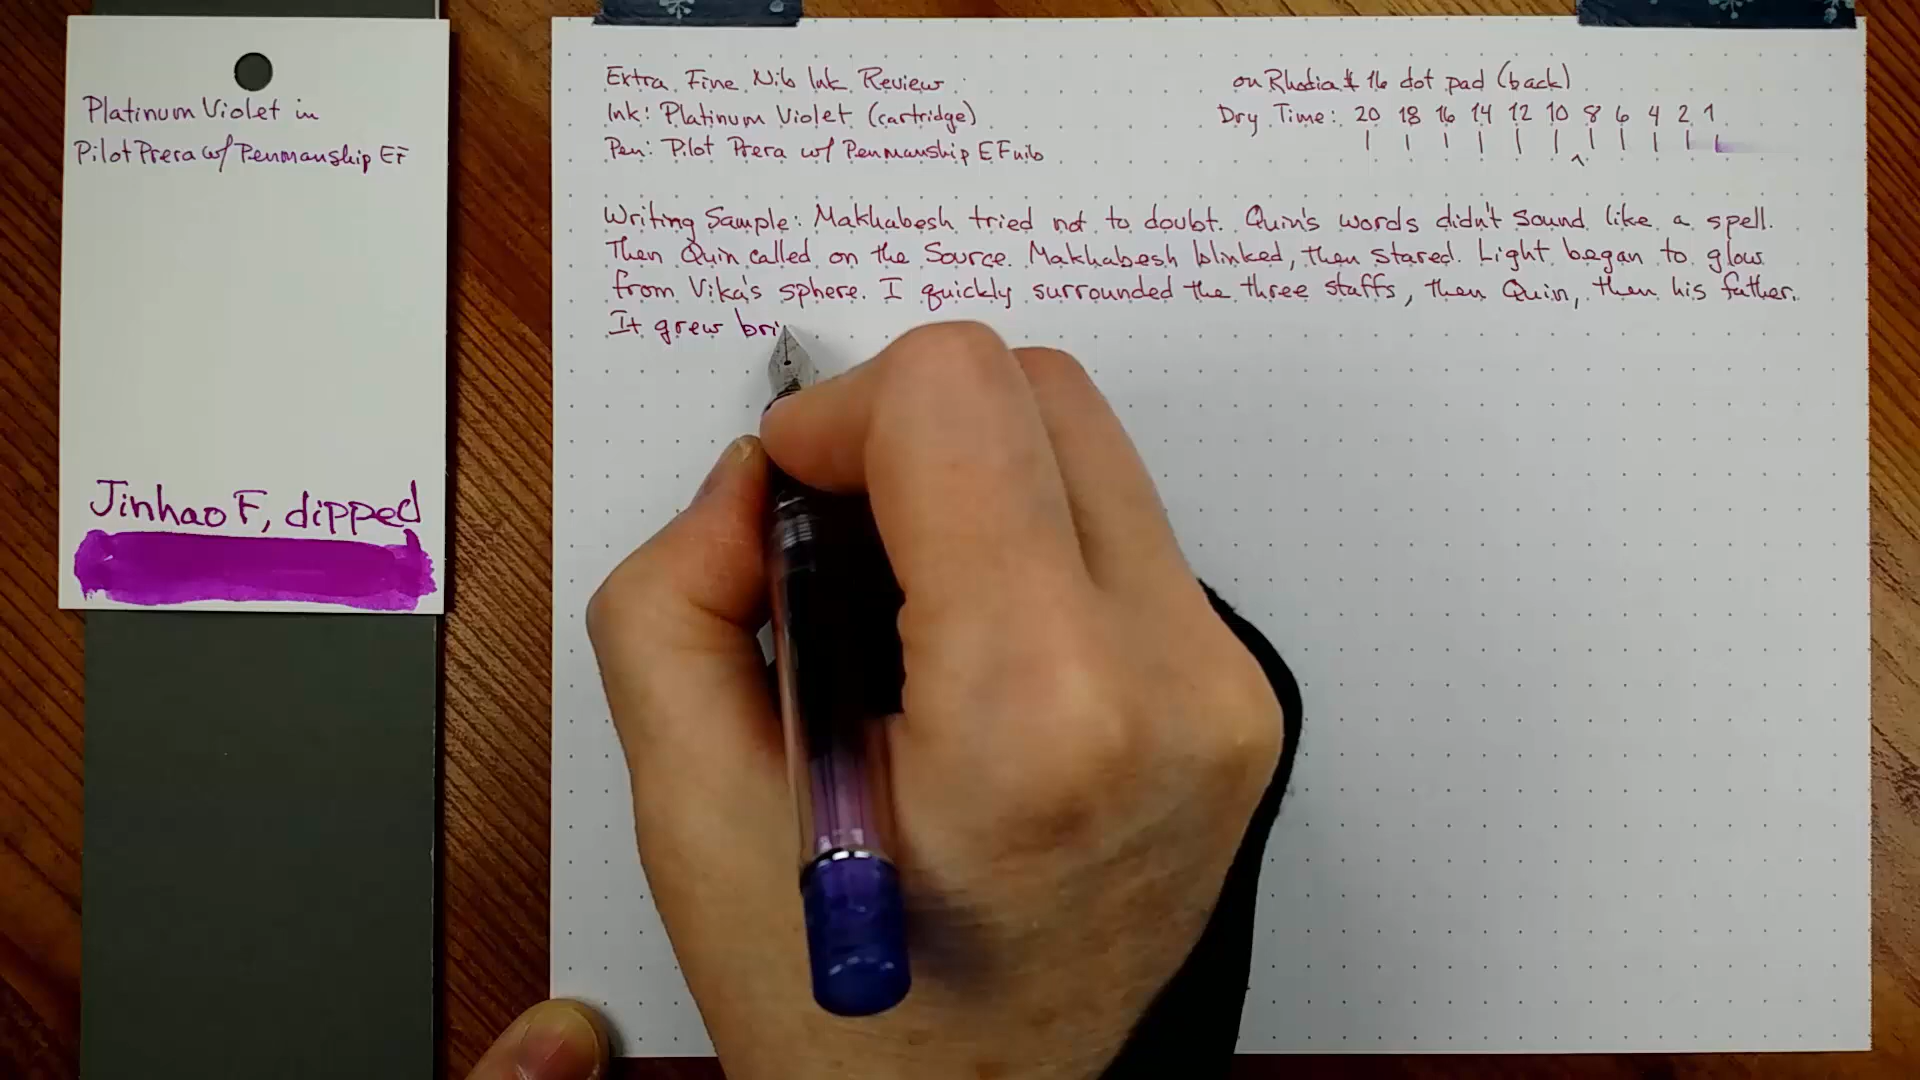 Platinum Violet in
Pilot Prera w/ Penmanship EF
Jinhao F, dipped
Extra Fine Nib Ink Review
Ink: Platinum Violet (cartridge)
Pen: Pilot Prera w/ Penmanship EF nib
on Rhodia # 16 dot pad (back)
Dry Time: 20 18 16 14 12 10 8 6 4 2 1
Writing Sample: Makhabesh tried not to doubt. Quin's words didn't sound like a spell.
Then Quin called on the Source. Makhabesh blinked, then stared. Light began to glow
from Vika's sphere. I quickly surrounded the three staffs, then Quin, then his father.
It grew bri